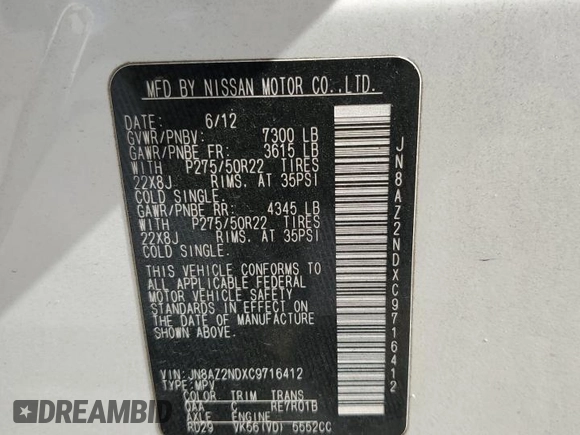 MFD BY NISSAN MOTOR CO.,LTD.
DATE: 6/12
GVWR/PNBV: 7300 LB
GAWR/PNBE FR: 3615 LB
WITH P275/50R22 TIRES
22X8J RIMS. AT 35PSI
COLD SINGLE.
GAWR/PNBE RR: 4345 LB
WITH P275/50R22 TIRES
22X8J RIMS. AT 35PSI
COLD SINGLE.
THIS VEHICLE CONFORMS TO
ALL APPLICABLE FEDERAL
MOTOR VEHICLE SAFETY
STANDARDS IN EFFECT ON
THE DATE OF MANUFACTURE
SHOWN ABOVE.
VIN: JN8AZ2NDXC9716412
TYPE: MPV
COLOR TRIM TRANS
QAA C RE7R01B
AXLE ENGINE
RD29 VK56(VD) 5552CC
JN8AZ2NDXC9716412
DREAMBID